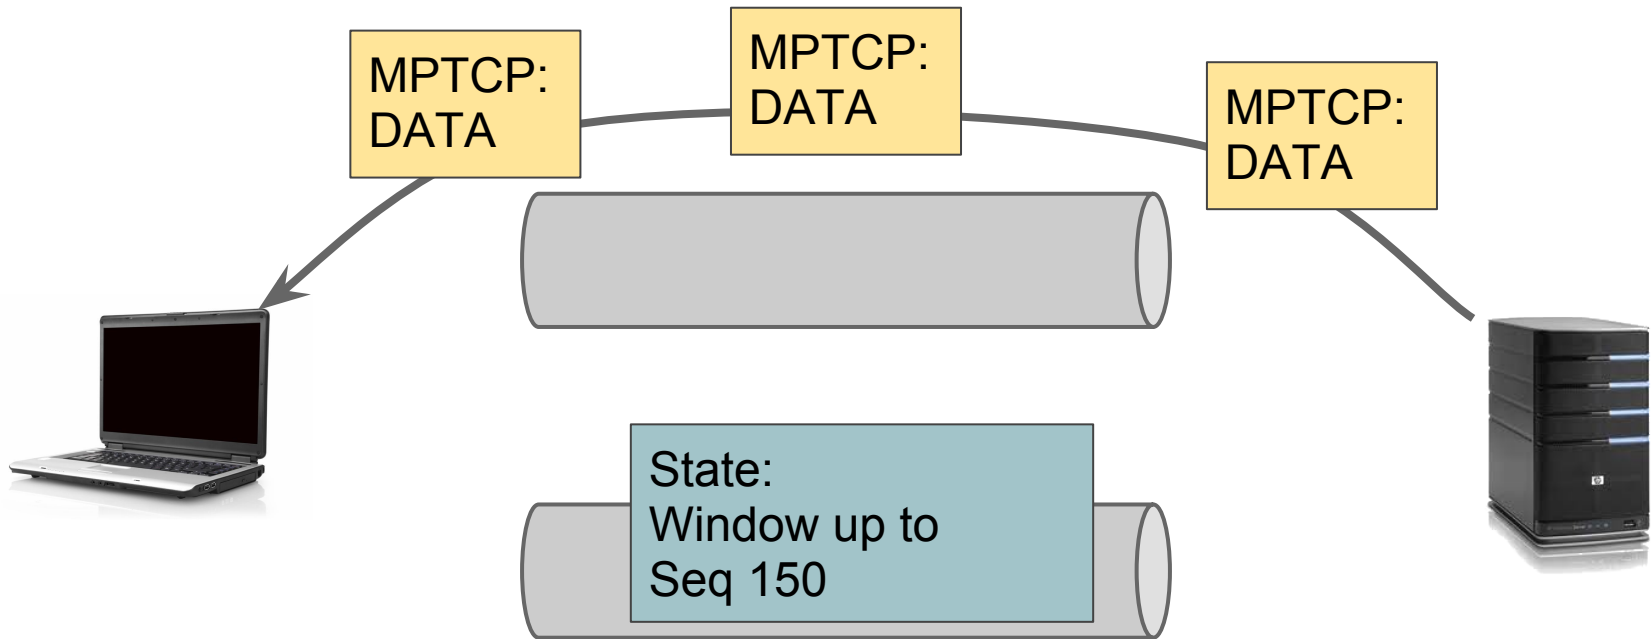 MPTCP:
DATA
MPTCP:
DATA
MPTCP:
DATA
State:
Window up to
Seq 150